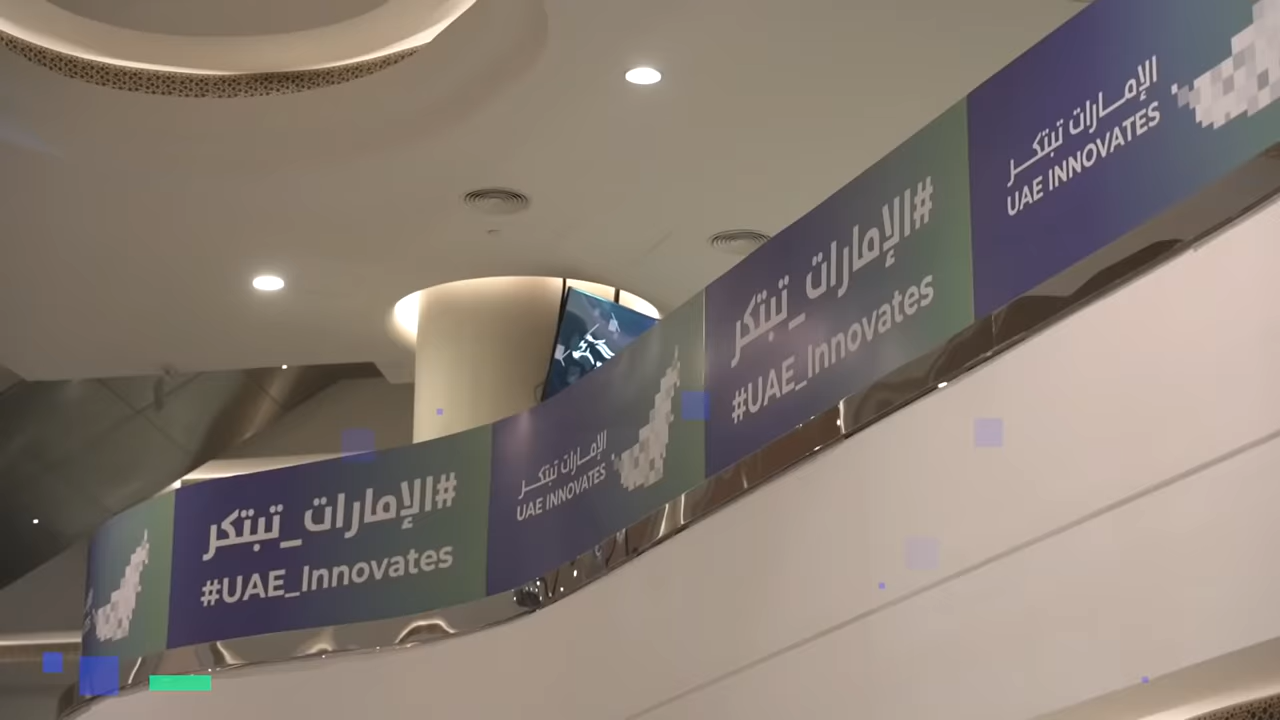 #الإمارات_تبتكر
#UAE_Innovates
الإمارات تبتكر
UAE INNOVATES
#الإمارات_تبتكر
#UAE_Innovates
الإمارات تبتكر
UAE INNOVATES